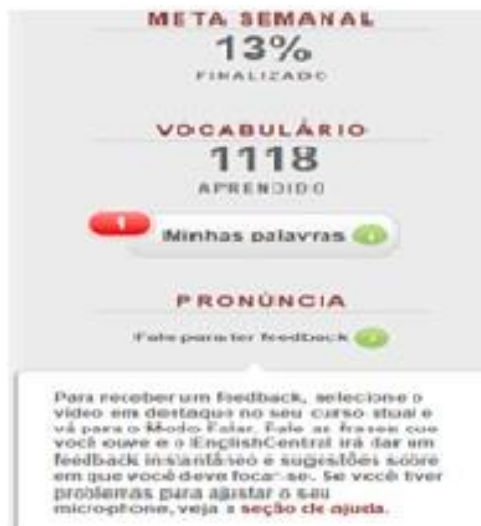 META SEMANAL
13%
FINALIZADO
VOCABULÁRIO
1118
APRENDIDO
1
Minhas palavras
PRONÚNCIA
Fale para ter feedback
Para receber um feedback, selecione o
vídeo em destaque no seu curso atual e
vá para o Modo Falar. Fale as frases que
você ouve e o EnglishCentral irá dar um
feedback instantâneo e sugestões sobre
em que você deve focar-se. Se você tiver
problemas para ajustar o seu
microphone, veja a seção de ajuda.